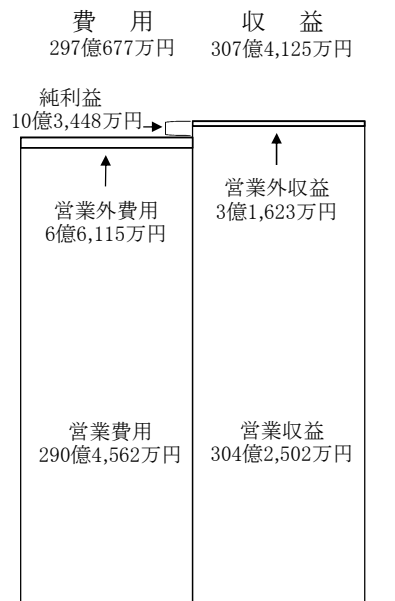 費　用
297億677万円
収　益
307億4,125万円
純利益
10億3,448万円
営業外費用
6億6,115万円
営業外収益
3億1,623万円
営業費用
290億4,562万円
営業収益
304億2,502万円